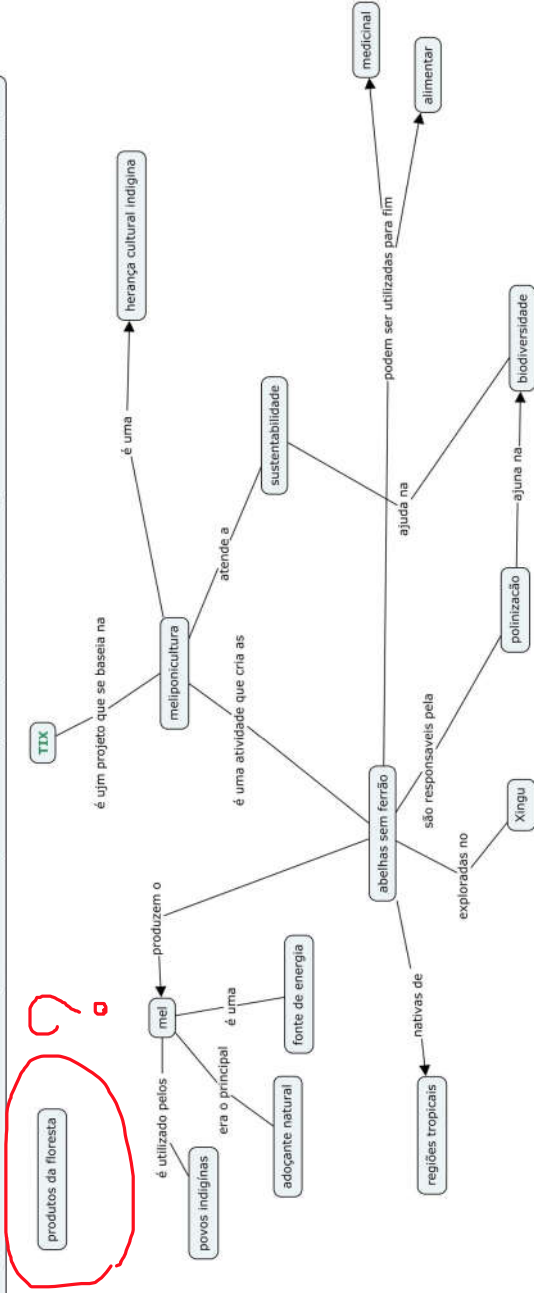 produtos da floresta
?
TIX
é ujm projeto que se baseia na
meliponicultura
é uma
herança cultural indigina
atende a
sustentabilidade
é uma atividade que cria as
produzem o
mel
é utilizado pelos
povos indigínas
era o principal
adoçante natural
é uma
fonte de energia
abelhas sem ferrão
podem ser utilizadas para fim
medicinal
alimentar
ajuda na
biodiversidade
são responsaveis pela
polinizacão
ajuna na
exploradas no
Xingu
nativas de
regiões tropicais